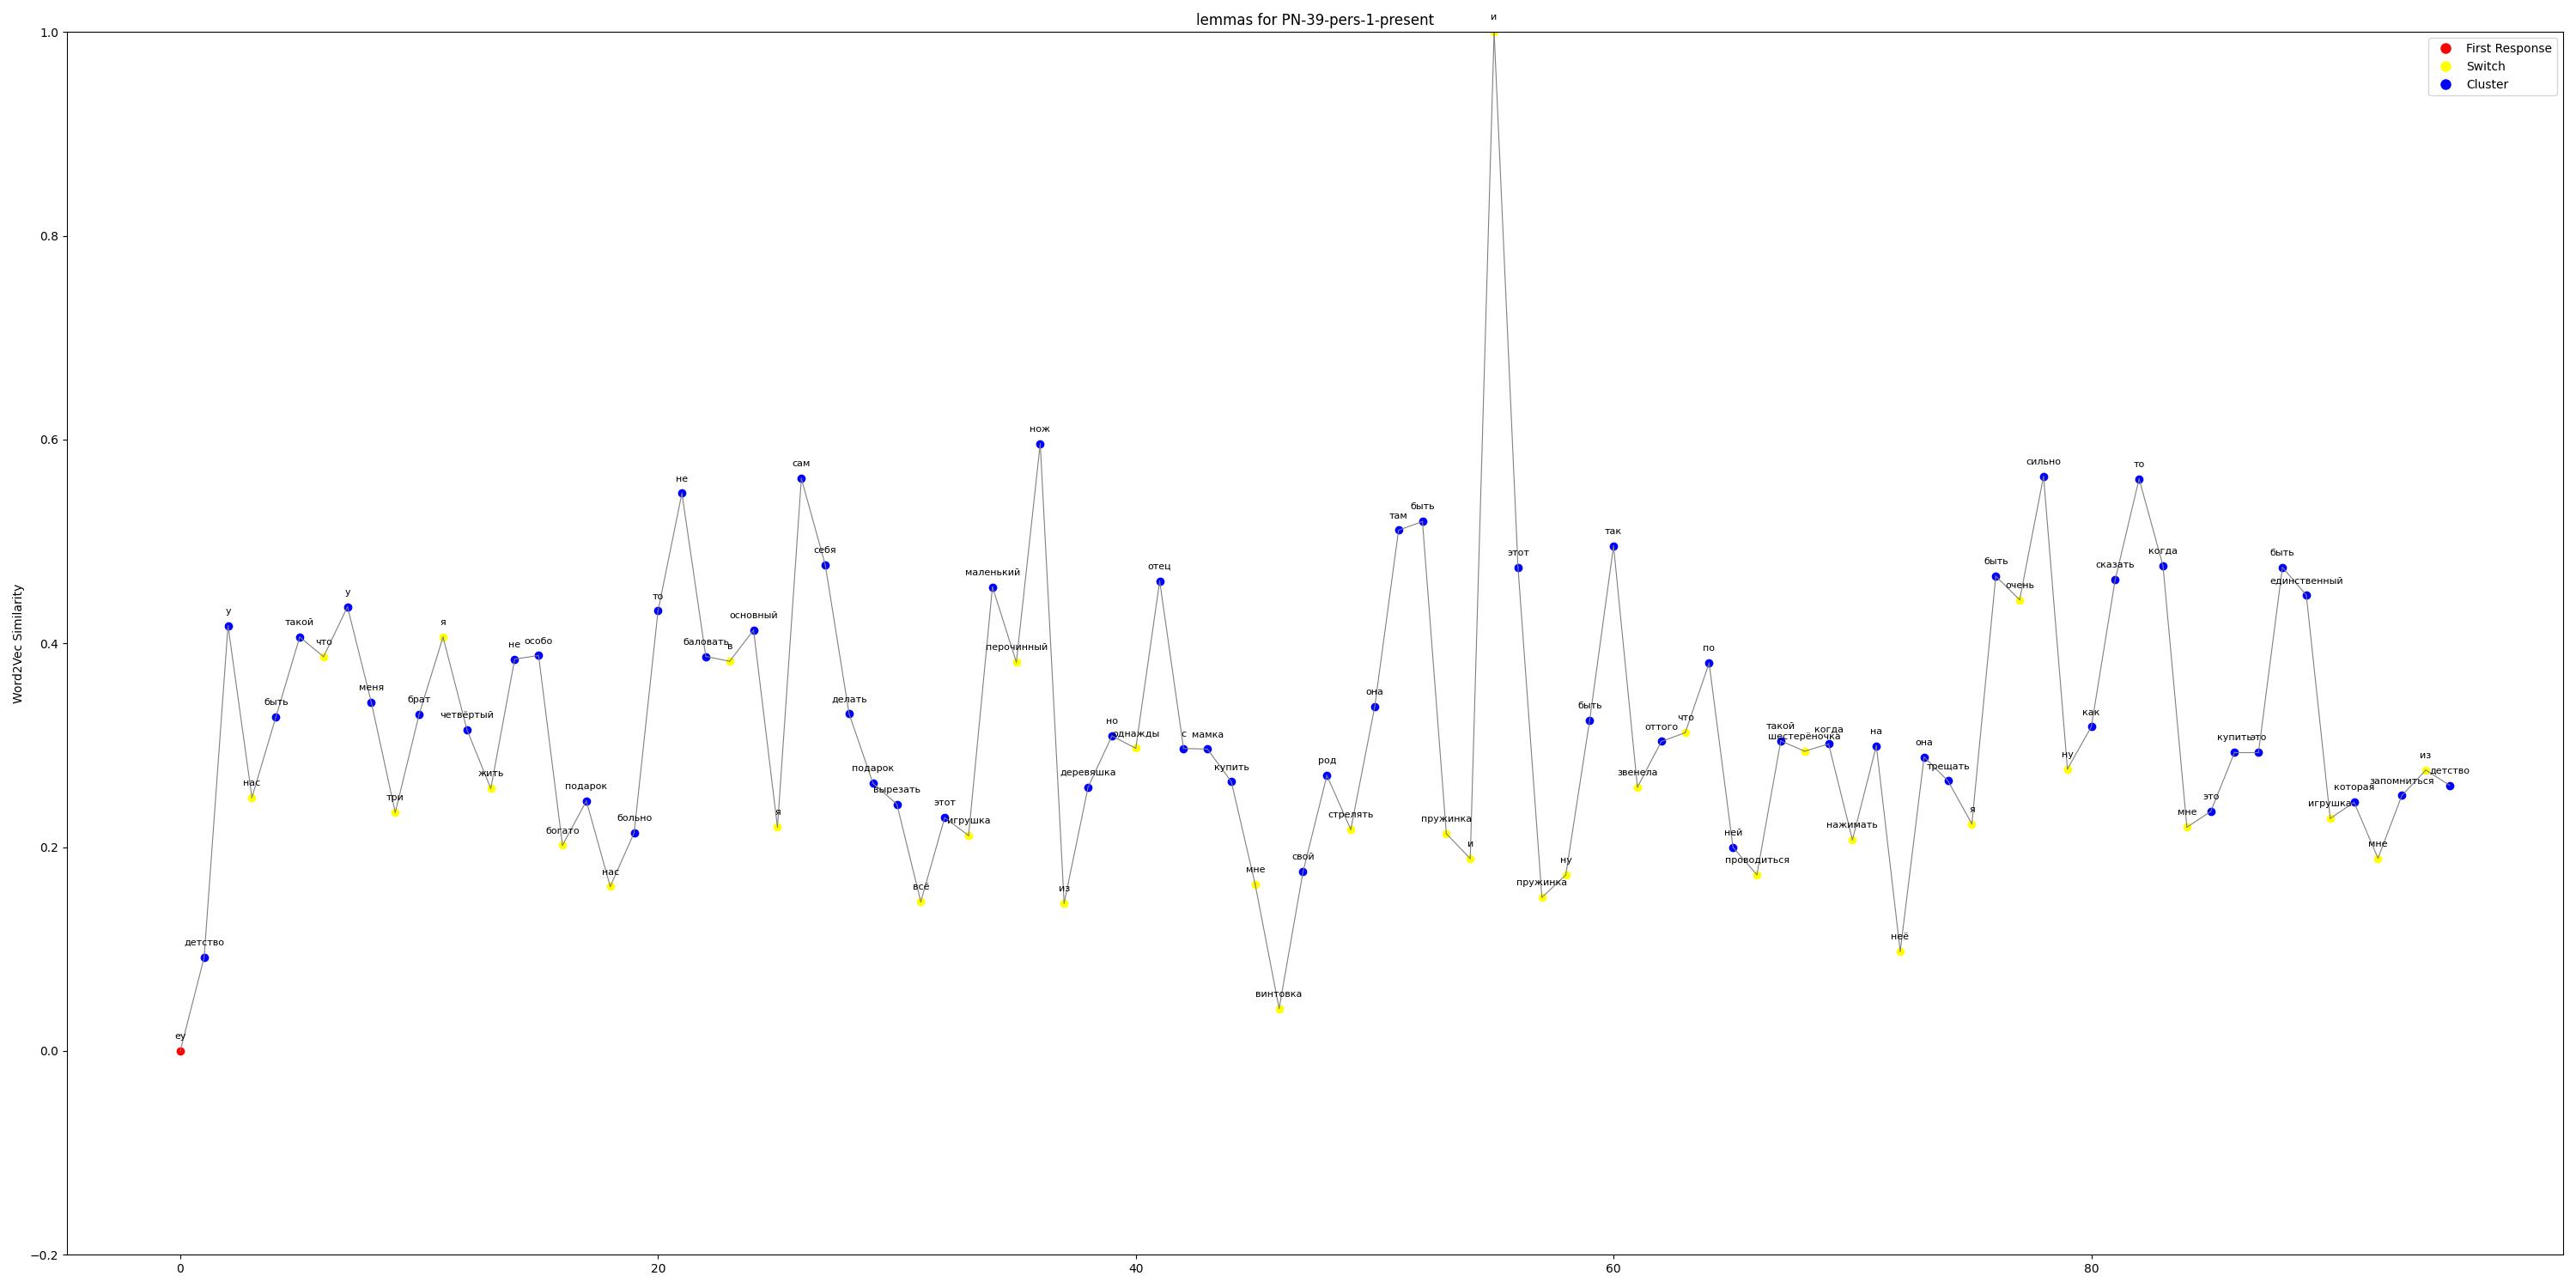 lemmas for PN-39-pers-1-present
First Response
Switch
Cluster
Word2Vec Similarity
1.0
0.8
0.6
0.4
0.2
0.0
−0.2
0
20
40
60
80
еу
детство
у
нас
быть
такой
что
у
меня
три
брат
я
четвёртый
жить
не
особо
богато
подарок
нас
больно
то
не
баловать
в
основный
я
сам
себя
делать
подарок
вырезать
всё
этот
игрушка
маленький
перочинный
нож
из
деревяшка
но
однажды
отец
с
мамка
купить
мне
винтовка
свой
род
стрелять
она
там
быть
пружинка
и
и
этот
пружинка
ну
быть
так
звенела
оттого
что
по
ней
проводиться
такой
шестерёночка
когда
нажимать
на
неё
она
трещать
я
быть
очень
сильно
ну
как
сказать
то
когда
мне
это
купить
это
быть
единственный
игрушка
которая
мне
запомниться
из
детство